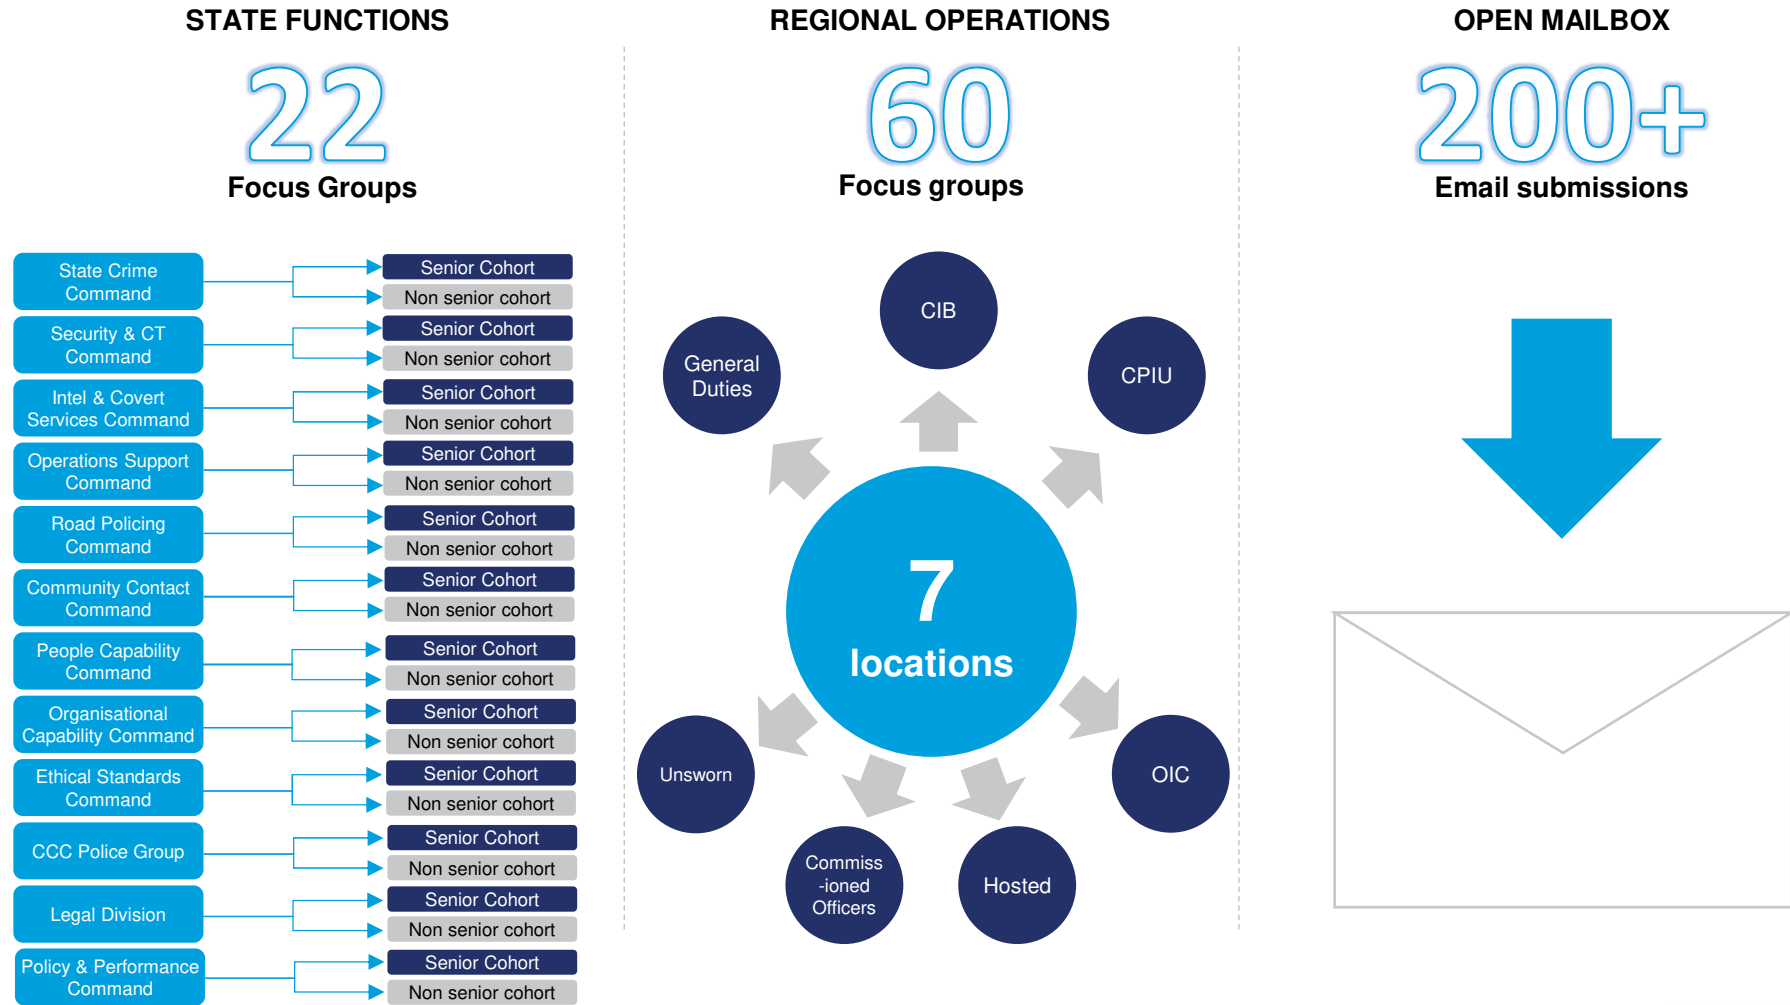 STATE FUNCTIONS
22
Focus Groups
State Crime
Command
Senior Cohort
Non senior cohort
Security & CT
Command
Senior Cohort
Non senior cohort
Intel & Covert
Services Command
Senior Cohort
Non senior cohort
Operations Support
Command
Senior Cohort
Non senior cohort
Road Policing
Command
Senior Cohort
Non senior cohort
Community Contact
Command
Senior Cohort
Non senior cohort
People Capability
Command
Senior Cohort
Non senior cohort
Organisational
Capability Command
Senior Cohort
Non senior cohort
Ethical Standards
Command
Senior Cohort
Non senior cohort
CCC Police Group
Senior Cohort
Non senior cohort
Legal Division
Senior Cohort
Non senior cohort
Policy & Performance
Command
Senior Cohort
Non senior cohort
REGIONAL OPERATIONS
60
Focus groups
CIB
General
Duties
CPIU
7
locations
Unsworn
OIC
Commiss
-ioned
Officers
Hosted
OPEN MAILBOX
200+
Email submissions